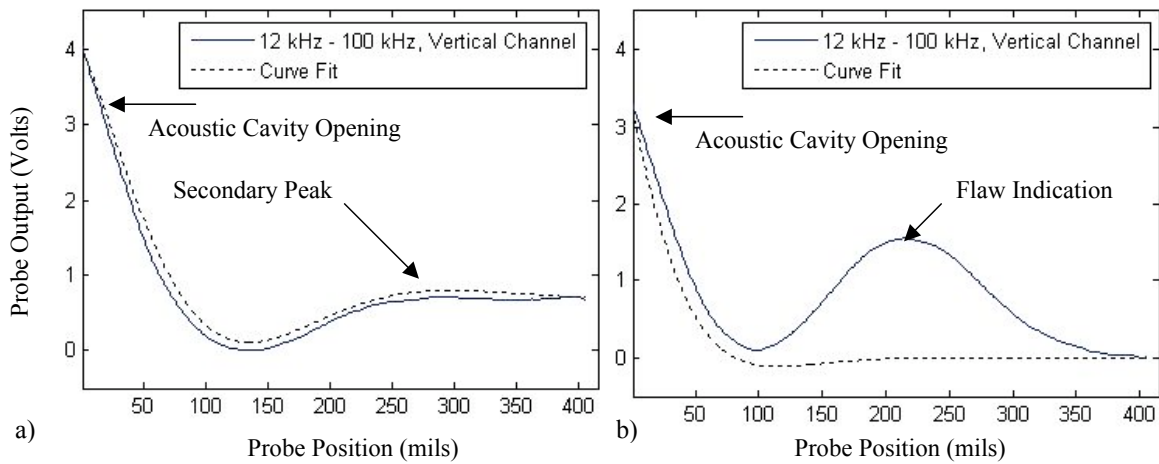 a)
Probe Output (Volts)
4
3
2
1
0
12 kHz - 100 kHz, Vertical Channel
Curve Fit
Acoustic Cavity Opening
Secondary Peak
50 100 150 200 250 300 350 400
Probe Position (mils)
b)
4
3
2
1
0
12 kHz - 100 kHz, Vertical Channel
Curve Fit
Acoustic Cavity Opening
Flaw Indication
50 100 150 200 250 300 350 400
Probe Position (mils)